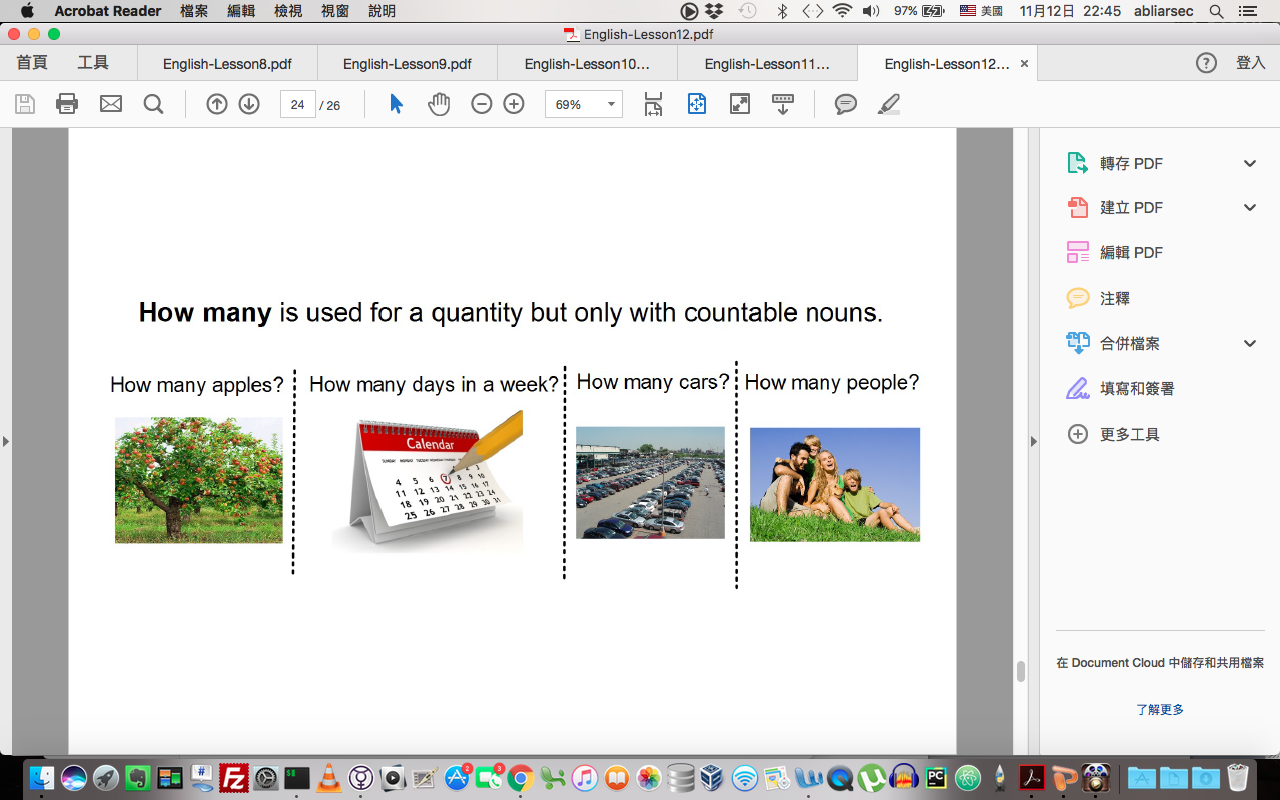 Acrobat Reader 檔案 編輯 檢視 視窗 說明 97% 美國 11月12日 22:45 abliarsec
English-Lesson12.pdf
首頁 工具 English-Lesson8.pdf English-Lesson9.pdf English-Lesson10... English-Lesson11... English-Lesson12... × ? 登入
24 / 26 69%
How many is used for a quantity but only with countable nouns.
How many apples?
How many days in a week?
How many cars?
How many people?
Calendar
4 5 6 7 8 9 10
11 12 13 14 15 16 17
18 19 20 21 22 23 24
25 26 27 28 29 30 31
轉存 PDF
建立 PDF
編輯 PDF
注釋
合併檔案
填寫和簽署
更多工具
在 Document Cloud 中儲存和共用檔案
了解更多
# Fz $$ 2 3 PC